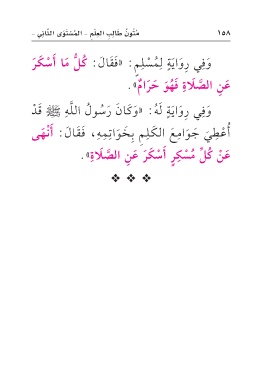 ١٥٨ مُتُونُ طَالِبِ العِلْمِ - المُسْتَوَى الثَّانِي -
وَفِي رِوَايَةٍ لِمُسْلِمٍ: «فَقَالَ: كُلُّ مَا أَسْكَرَ
عَنِ الصَّلَاةِ فَهُوَ حَرَامٌ».
وَفِي رِوَايَةٍ لَهُ: «وَكَانَ رَسُولُ اللَّهِ ﷺ قَدْ
أُعْطِيَ جَوَامِعَ الكَلِمِ بِخَوَاتِمِهِ، فَقَالَ: أَنْهَى
عَنْ كُلِّ مُسْكِرٍ أَسْكَرَ عَنِ الصَّلَاةِ».